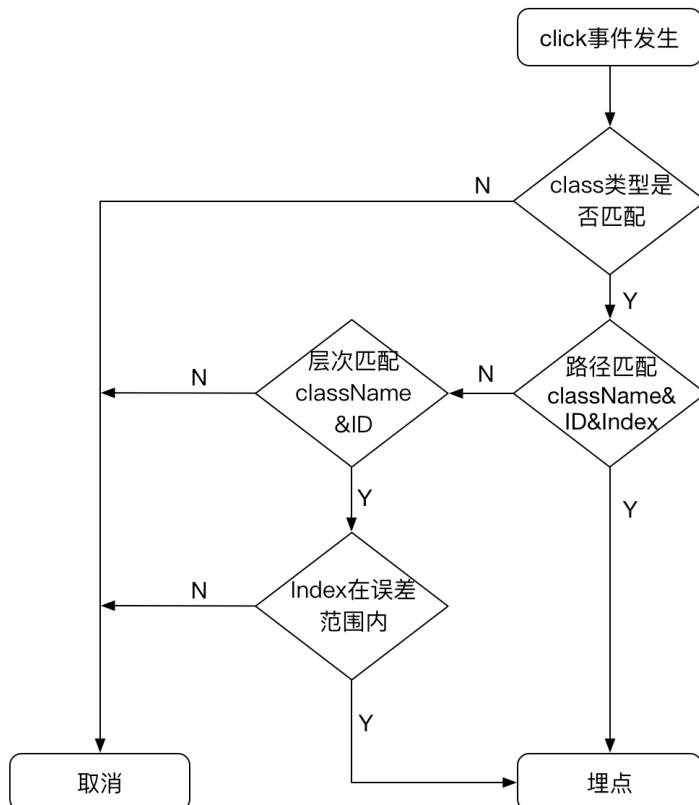 click事件发生
N
class类型是
否匹配
Y
层次匹配
className
&ID
N
N
路径匹配
className&
ID&Index
Y
Y
N
Index在误差
范围内
Y
取消
埋点